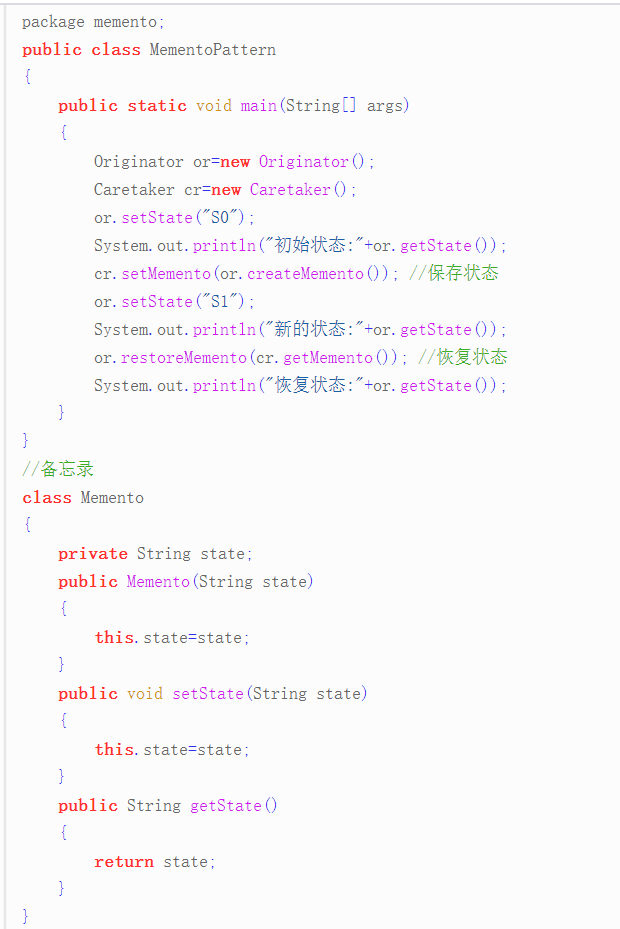 package memento;
public class MementoPattern
{
    public static void main(String[] args)
    {
        Originator or=new Originator();
        Caretaker cr=new Caretaker();
        or.setState("S0");
        System.out.println("初始状态:"+or.getState());
        cr.setMemento(or.createMemento()); //保存状态
        or.setState("S1");
        System.out.println("新的状态:"+or.getState());
        or.restoreMemento(cr.getMemento()); //恢复状态
        System.out.println("恢复状态:"+or.getState());
    }
}
//备忘录
class Memento
{
    private String state;
    public Memento(String state)
    {
        this.state=state;
    }
    public void setState(String state)
    {
        this.state=state;
    }
    public String getState()
    {
        return state;
    }
}